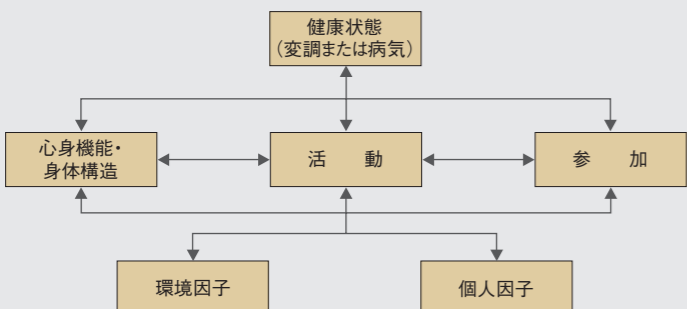 健康状態
（変調または病気）
心身機能・
身体構造
活　動
参　加
環境因子
個人因子